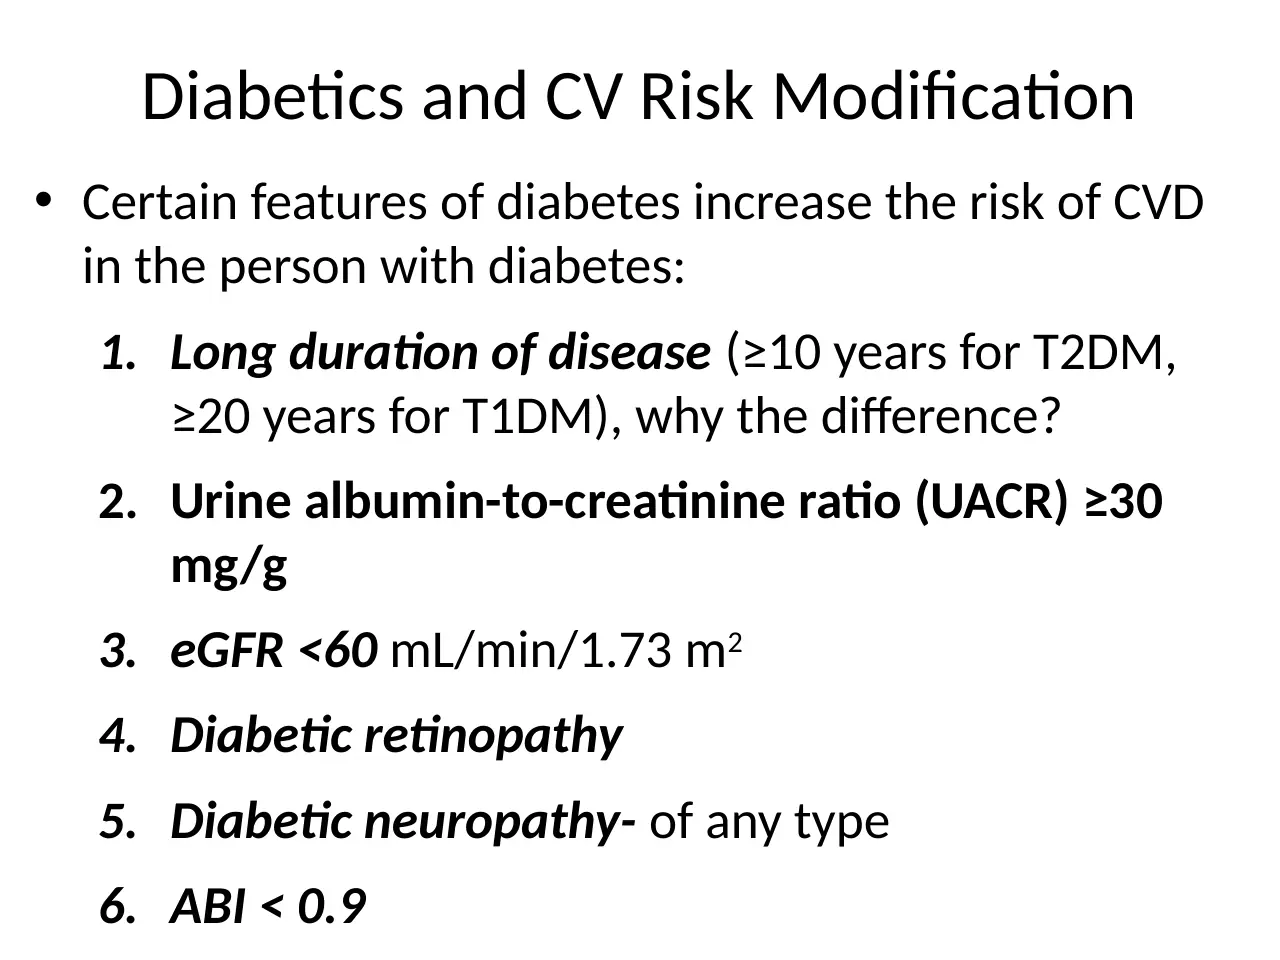 Diabetics and CV Risk Modification
• Certain features of diabetes increase the risk of CVD
in the person with diabetes:
1. Long duration of disease (≥10 years for T2DM,
≥20 years for T1DM), why the difference?
2. Urine albumin-to-creatinine ratio (UACR) ≥30
mg/g
3. eGFR <60 mL/min/1.73 m²
4. Diabetic retinopathy
5. Diabetic neuropathy- of any type
6. ABI < 0.9